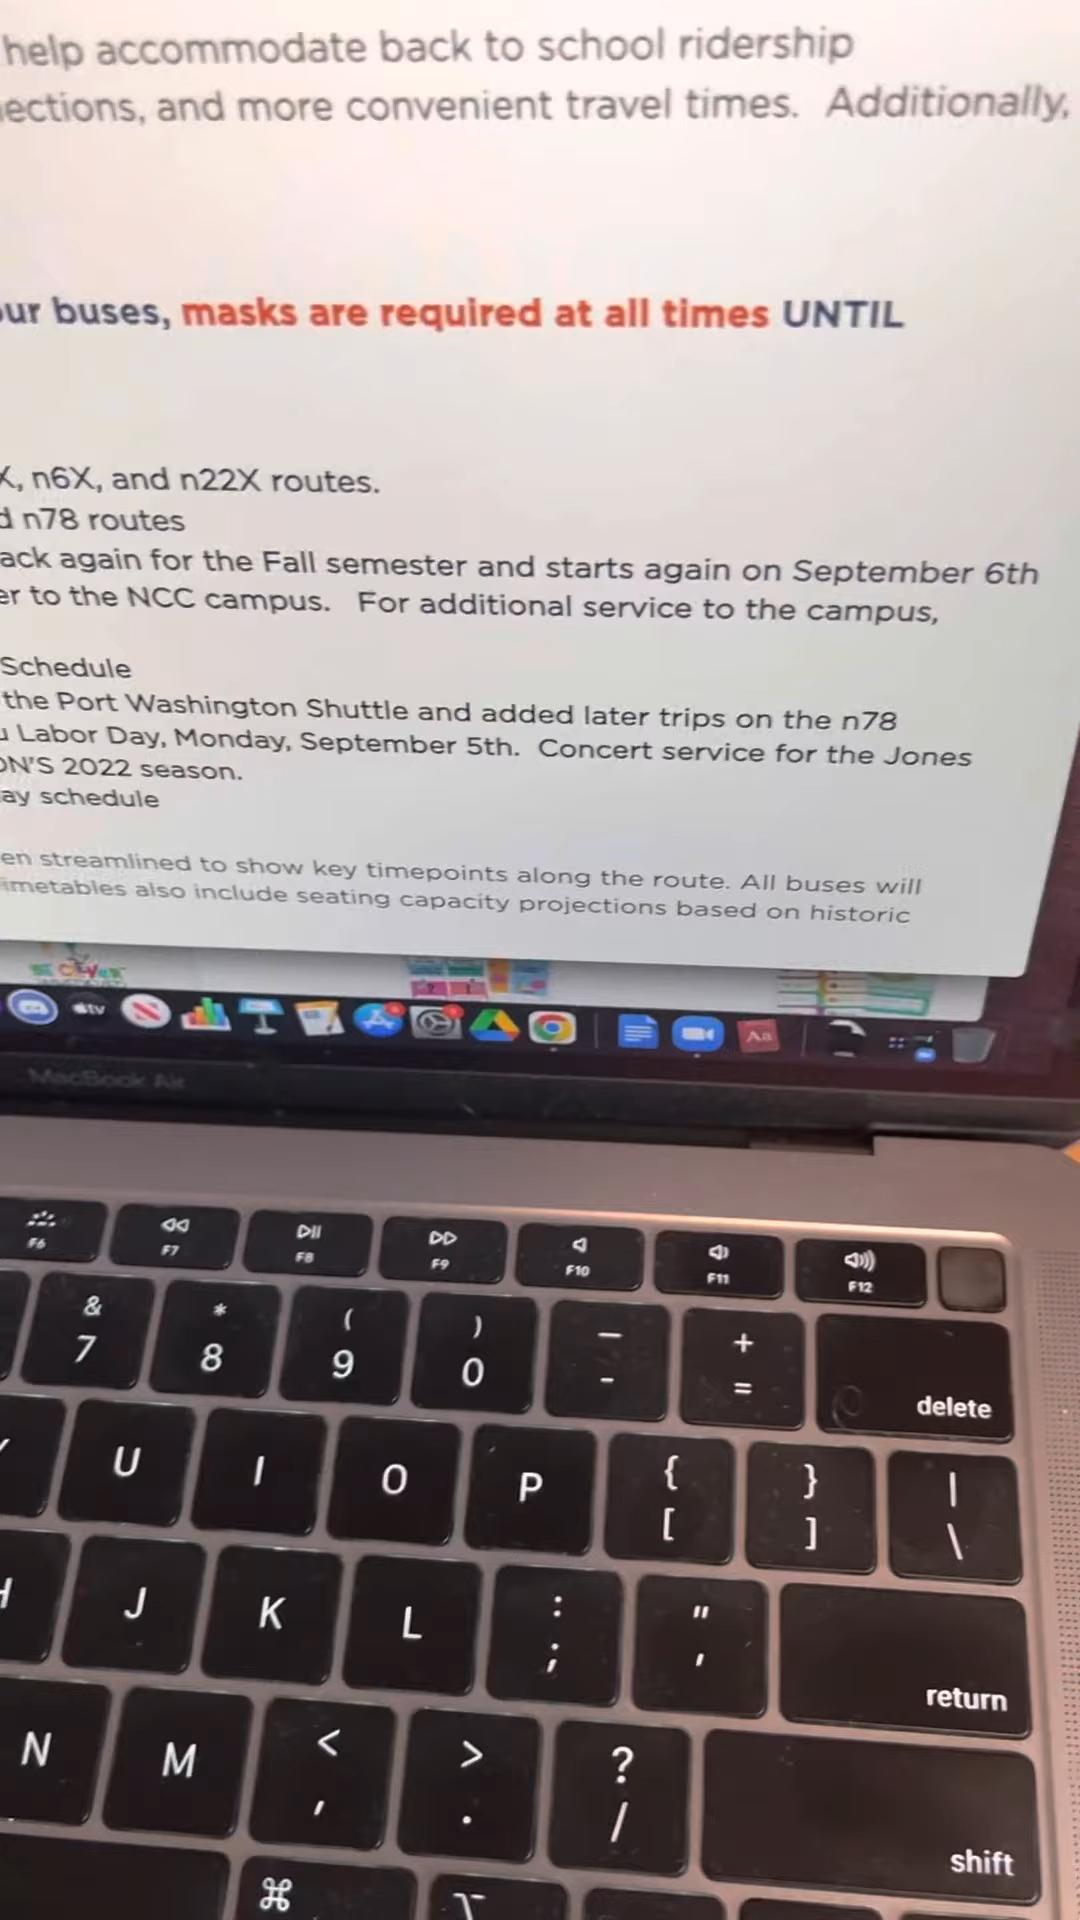 help accommodate back to school ridership
ections, and more convenient travel times. Additionally,
our buses, masks are required at all times UNTIL
X, n6X, and n22X routes.
d n78 routes
ack again for the Fall semester and starts again on September 6th
er to the NCC campus. For additional service to the campus,
Schedule
the Port Washington Shuttle and added later trips on the n78
u Labor Day, Monday, September 5th. Concert service for the Jones
ON'S 2022 season.
ay schedule
en streamlined to show key timepoints along the route. All buses will
imetables also include seating capacity projections based on historic
tv
Aa
MacBook Air
F6 F7 F8 F9 F10 F11 F12
& * ( ) — +
7 8 9 0 - = delete
U I O P { [ } ] | \
H J K L : ; " ' return
N M < , > . ? / shift
⌘ ⌥